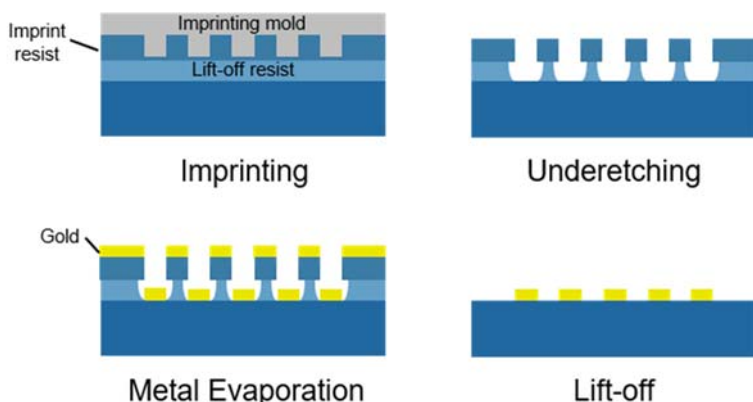 Imprinting mold
Imprint
resist
Lift-off resist
Imprinting
Underetching
Gold
Metal Evaporation
Lift-off